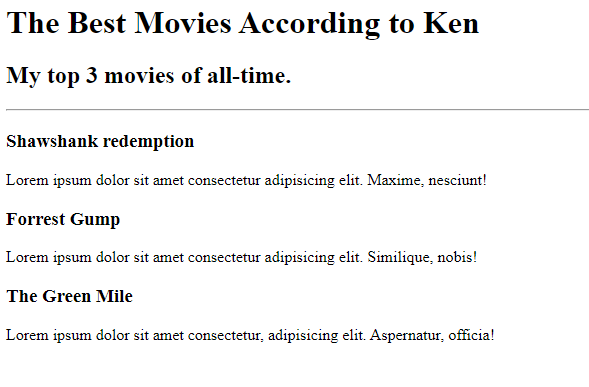 The Best Movies According to Ken
My top 3 movies of all-time.
Shawshank redemption
Lorem ipsum dolor sit amet consectetur adipisicing elit. Maxime, nesciunt!
Forrest Gump
Lorem ipsum dolor sit amet consectetur adipisicing elit. Similique, nobis!
The Green Mile
Lorem ipsum dolor sit amet consectetur, adipisicing elit. Aspernatur, officia!